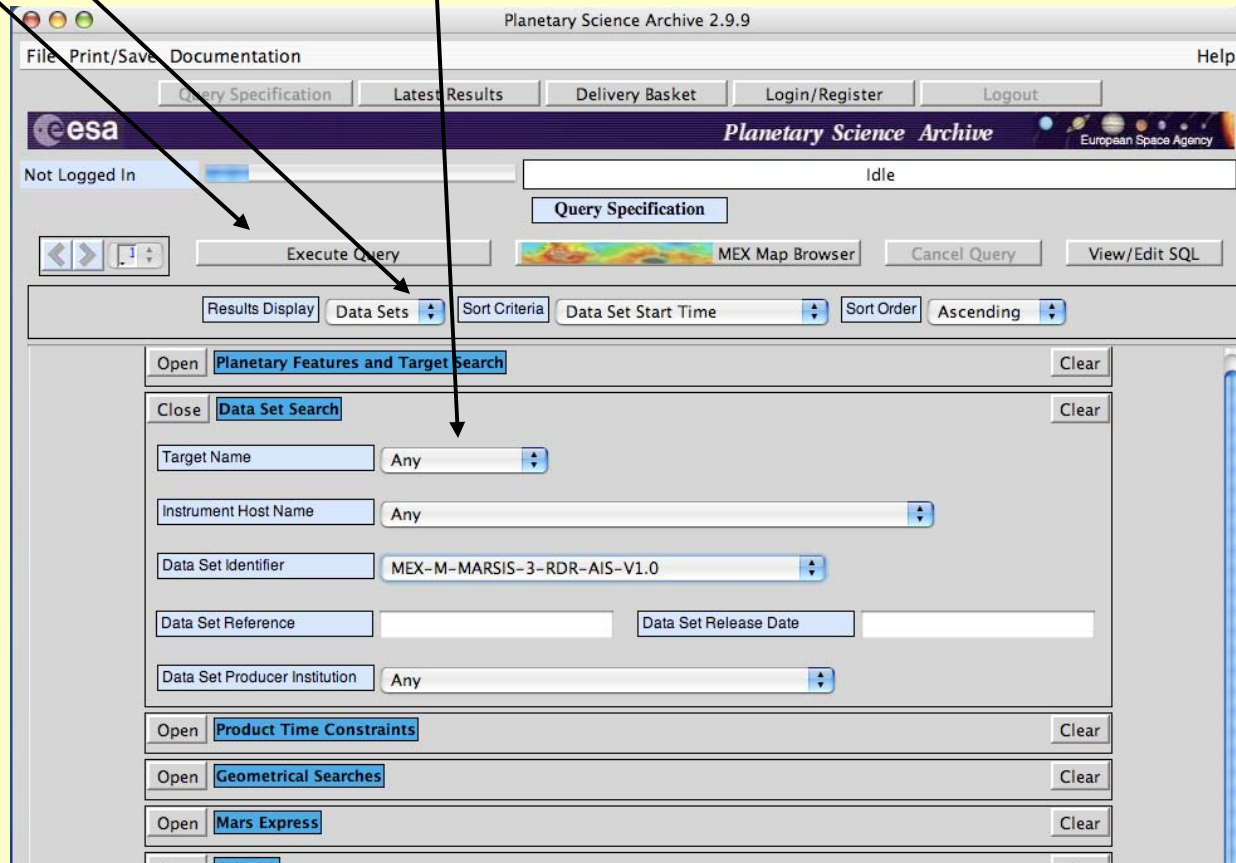 Planetary Science Archive 2.9.9
File Print/Save Documentation Help
Query Specification Latest Results Delivery Basket Login/Register Logout
esa Planetary Science Archive European Space Agency
Not Logged In Idle
Query Specification
1 Execute Query MEX Map Browser Cancel Query View/Edit SQL
Results Display Data Sets Sort Criteria Data Set Start Time Sort Order Ascending
Open Planetary Features and Target Search Clear
Close Data Set Search Clear
Target Name Any
Instrument Host Name Any
Data Set Identifier MEX-M-MARSIS-3-RDR-AIS-V1.0
Data Set Reference Data Set Release Date
Data Set Producer Institution Any
Open Product Time Constraints Clear
Open Geometrical Searches Clear
Open Mars Express Clear